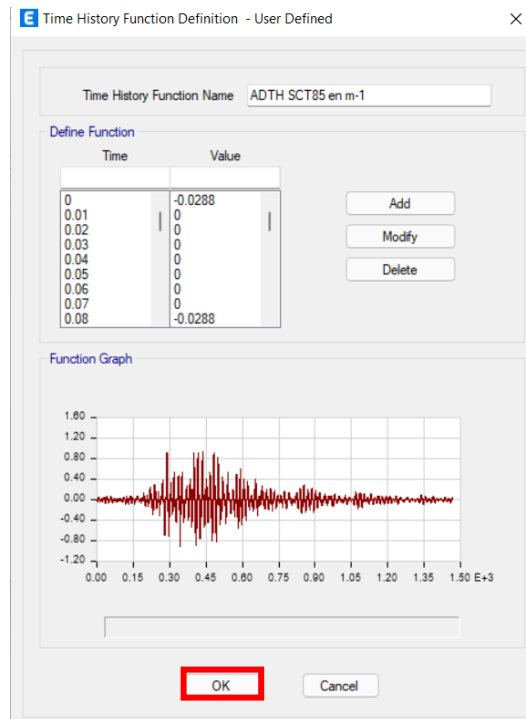 E Time History Function Definition - User Defined ×
Time History Function Name ADTH SCT85 en m-1
Define Function
Time Value
0 -0.0288
0.01 0
0.02 0
0.03 0
0.04 0
0.05 0
0.06 0
0.07 0
0.08 -0.0288
Add
Modify
Delete
Function Graph
1.60
1.20
0.80
0.40
0.00
-0.40
-0.80
-1.20
0.00 0.15 0.30 0.45 0.60 0.75 0.90 1.05 1.20 1.35 1.50 E+3
OK Cancel